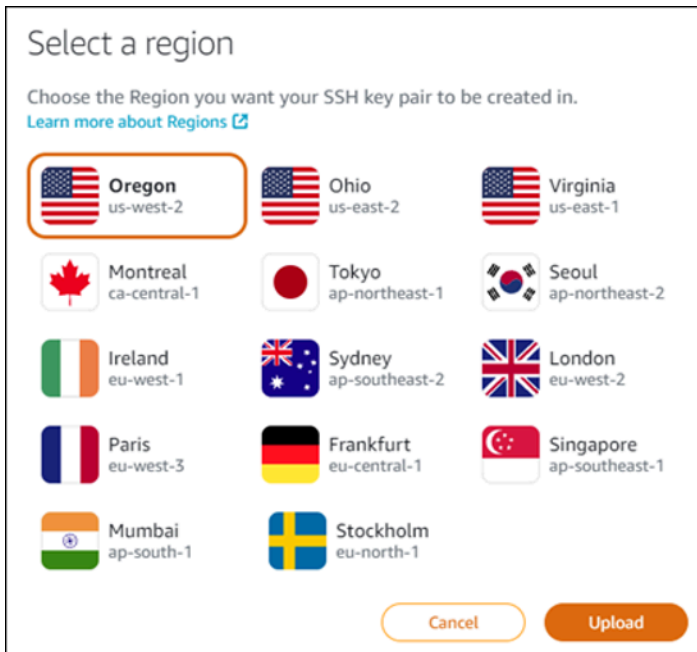 Select a region
Choose the Region you want your SSH key pair to be created in.
Learn more about Regions
Oregon
us-west-2
Ohio
us-east-2
Virginia
us-east-1
Montreal
ca-central-1
Tokyo
ap-northeast-1
Seoul
ap-northeast-2
Ireland
eu-west-1
Sydney
ap-southeast-2
London
eu-west-2
Paris
eu-west-3
Frankfurt
eu-central-1
Singapore
ap-southeast-1
Mumbai
ap-south-1
Stockholm
eu-north-1
Cancel
Upload